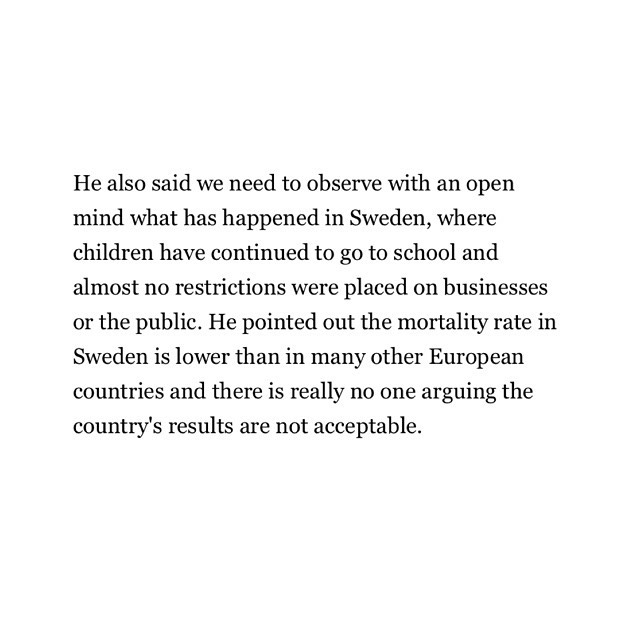 He also said we need to observe with an open
mind what has happened in Sweden, where
children have continued to go to school and
almost no restrictions were placed on businesses
or the public. He pointed out the mortality rate in
Sweden is lower than in many other European
countries and there is really no one arguing the
country's results are not acceptable.